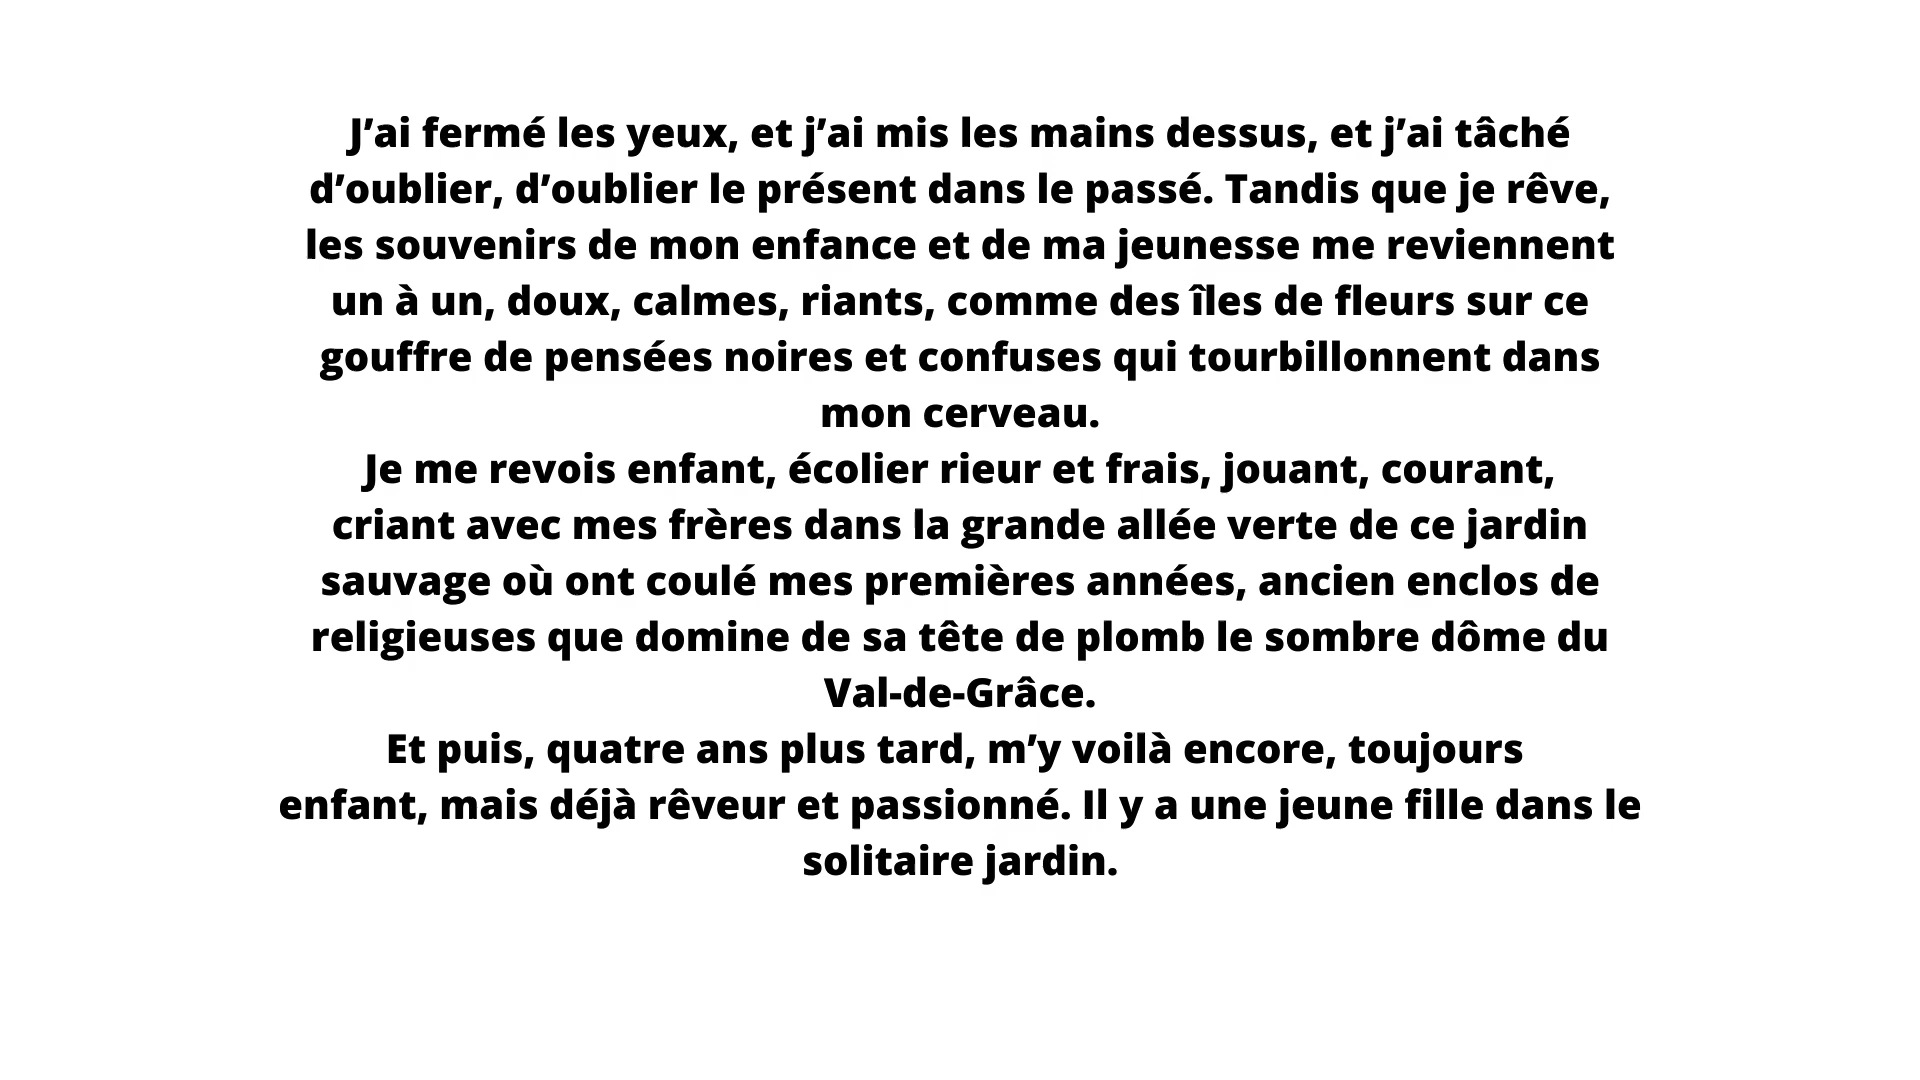 J’ai fermé les yeux, et j’ai mis les mains dessus, et j’ai tâché
d’oublier, d’oublier le présent dans le passé. Tandis que je rêve,
les souvenirs de mon enfance et de ma jeunesse me reviennent
un à un, doux, calmes, riants, comme des îles de fleurs sur ce
gouffre de pensées noires et confuses qui tourbillonnent dans
mon cerveau.
Je me revois enfant, écolier rieur et frais, jouant, courant,
criant avec mes frères dans la grande allée verte de ce jardin
sauvage où ont coulé mes premières années, ancien enclos de
religieuses que domine de sa tête de plomb le sombre dôme du
Val-de-Grâce.
Et puis, quatre ans plus tard, m’y voilà encore, toujours
enfant, mais déjà rêveur et passionné. Il y a une jeune fille dans le
solitaire jardin.